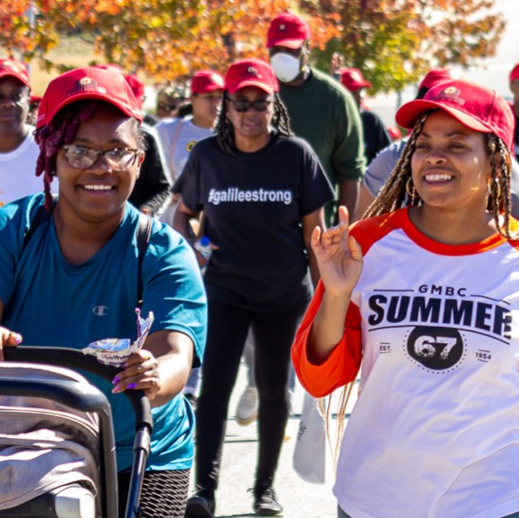 #galileestrong
GMBC
SUMMER
EST. 67 1954